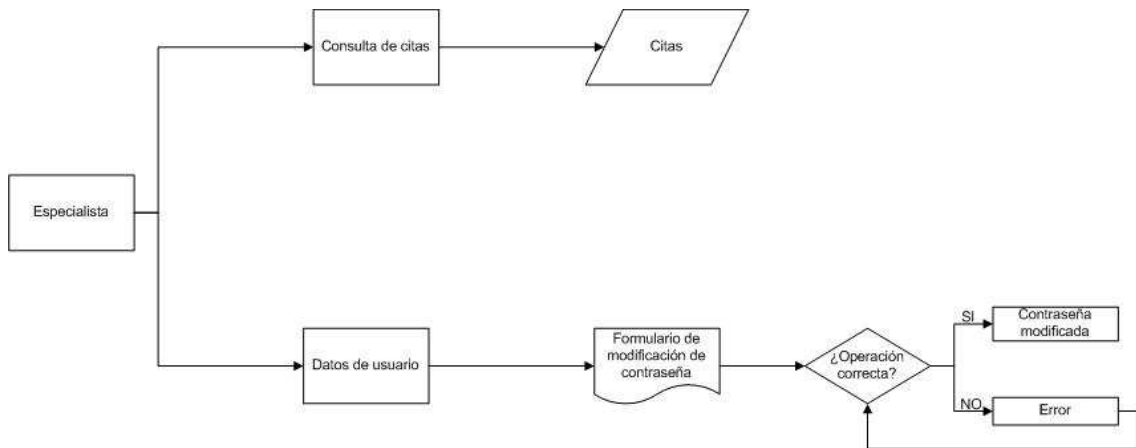 Consulta de citas
Citas
Especialista
Datos de usuario
Formulario de
modificación de
contraseña
¿Operación
correcta?
SI
Contraseña
modificada
NO
Error